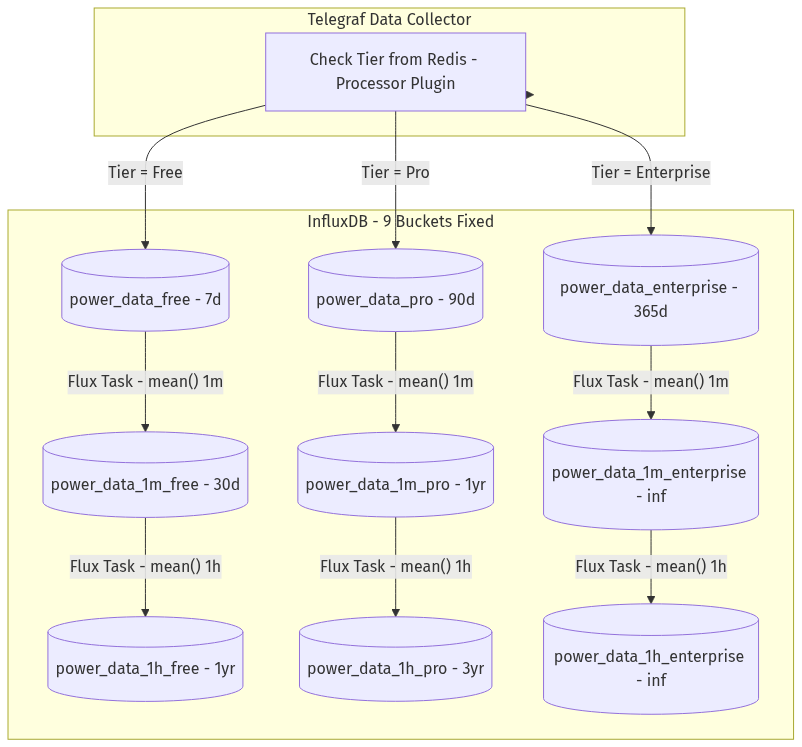 Telegraf Data Collector
Check Tier from Redis -
Processor Plugin
Tier = Free
Tier = Pro
Tier = Enterprise
InfluxDB - 9 Buckets Fixed
power_data_free - 7d
power_data_pro - 90d
power_data_enterprise -
365d
Flux Task - mean() 1m
Flux Task - mean() 1m
Flux Task - mean() 1m
power_data_1m_free - 30d
power_data_1m_pro - 1yr
power_data_1m_enterprise
- inf
Flux Task - mean() 1h
Flux Task - mean() 1h
Flux Task - mean() 1h
power_data_1h_free - 1yr
power_data_1h_pro - 3yr
power_data_1h_enterprise
- inf